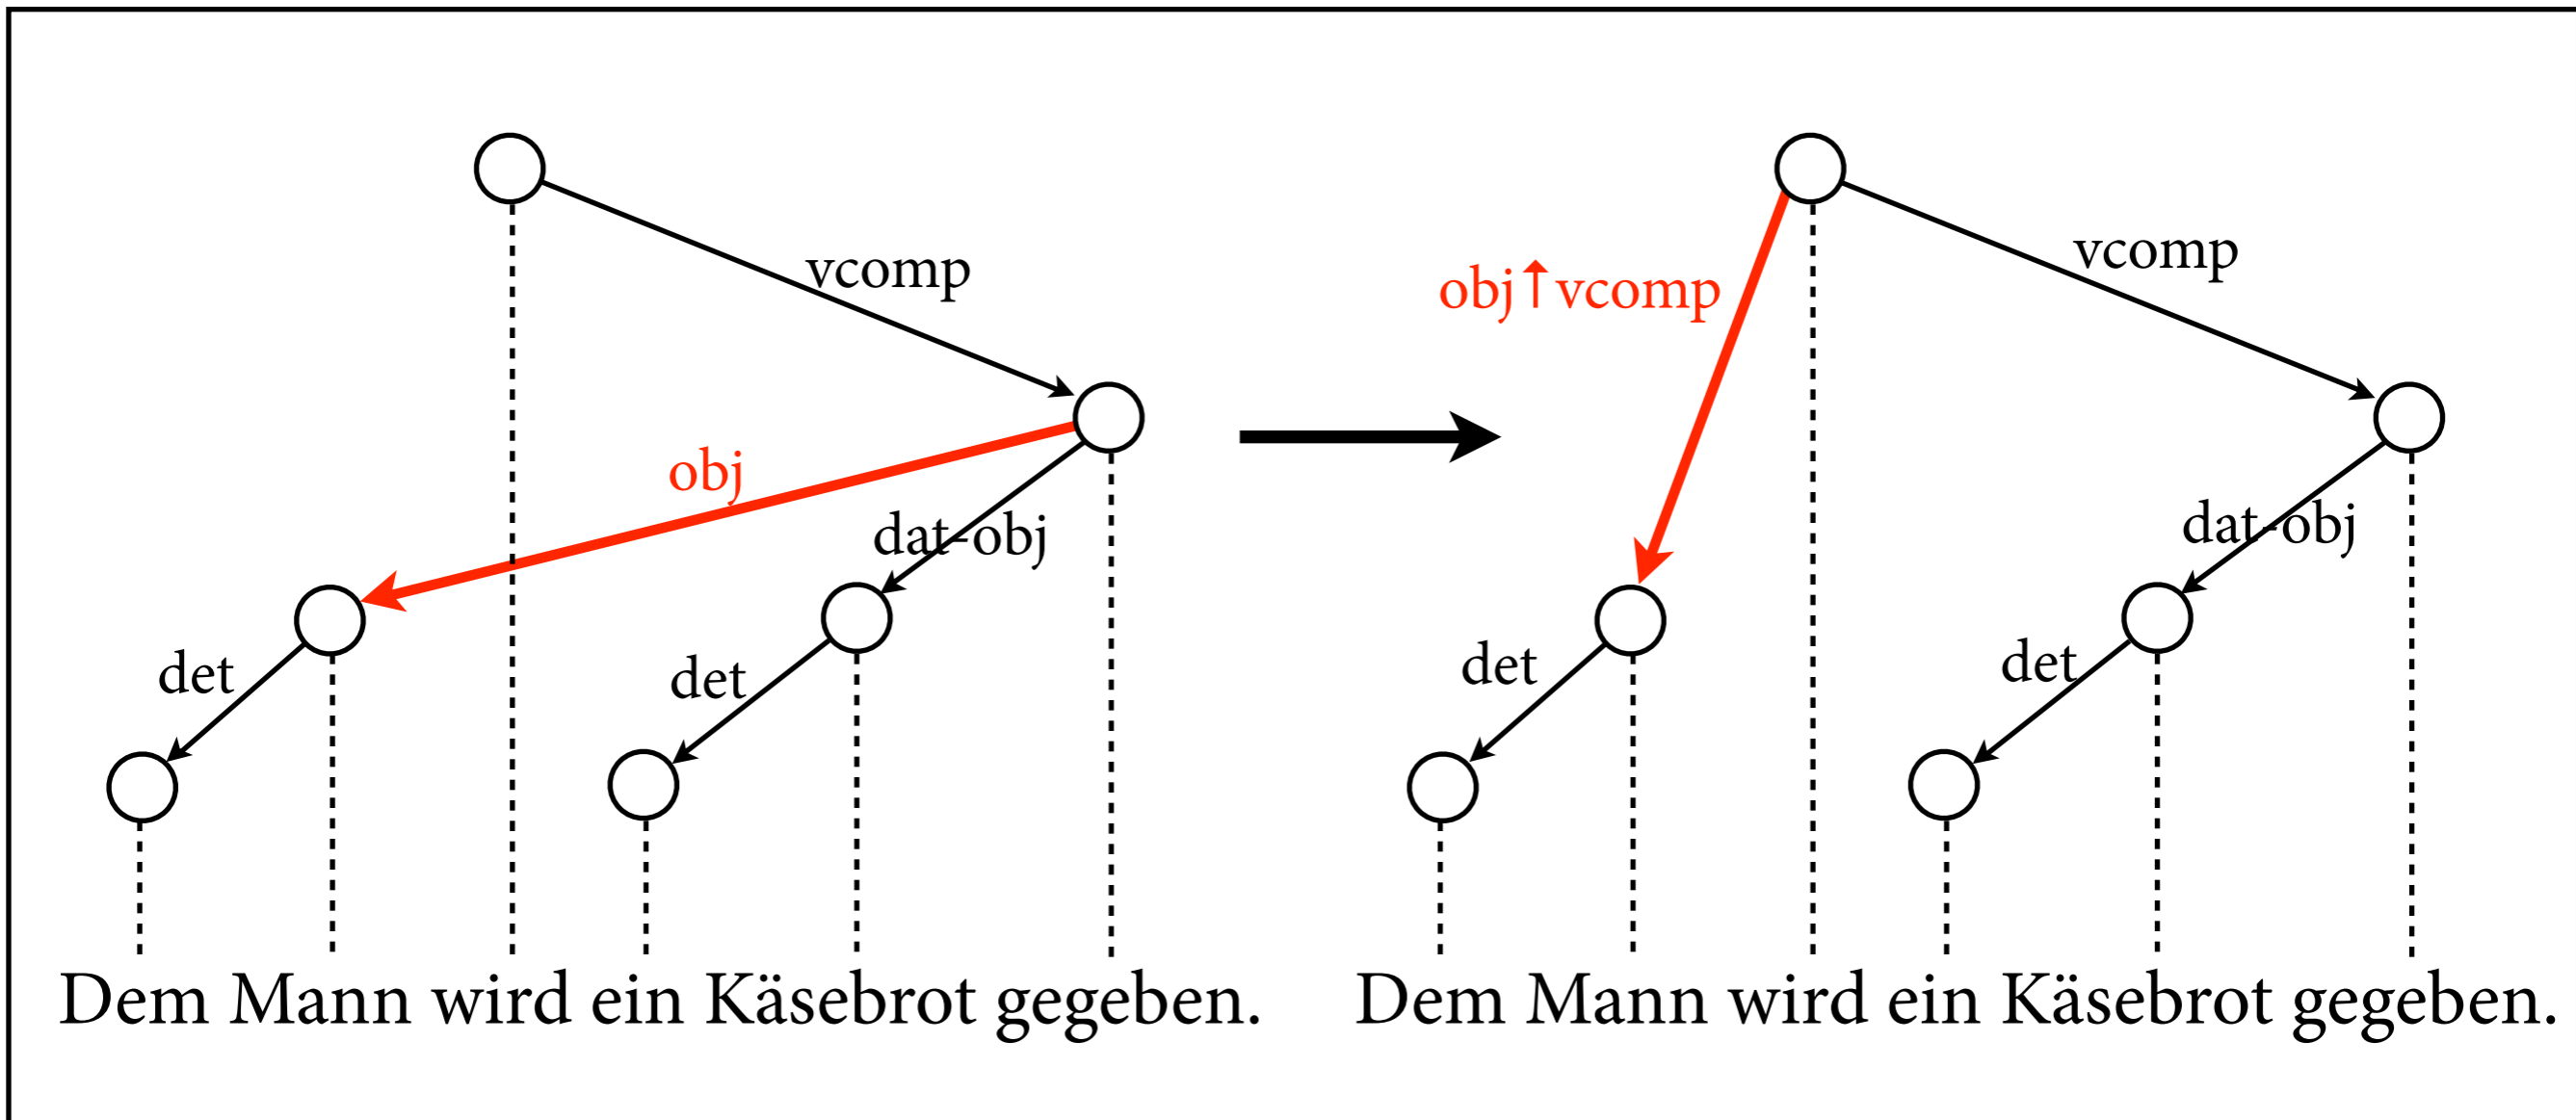 vcomp
obj
dat-obj
det
det
Dem Mann wird ein Käsebrot gegeben.
obj↑vcomp
vcomp
dat-obj
det
det
Dem Mann wird ein Käsebrot gegeben.